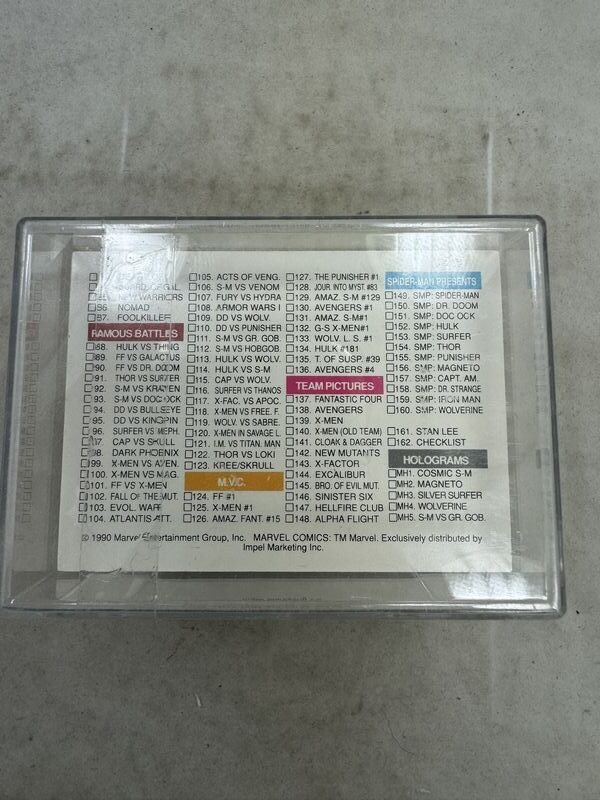 85. NEW WARRIORS
86. NOMAD
87. FOOLKILLER
FAMOUS BATTLES
88. HULK VS THING
89. FF VS GALACTUS
90. FF VS DR. DOOM
91. THOR VS SURFER
92. S-M VS KRAVEN
93. S-M VS DOC OCK
94. DD VS BULLSEYE
95. DD VS KINGPIN
96. SURFER VS MEPH.
97. CAP VS SKULL
98. DARK PHOENIX
99. X-MEN VS AVEN.
100. X-MEN VS MAG.
101. FF VS X-MEN
102. FALL OF THE MUT.
103. EVOL. WAR
104. ATLANTIS ATT.
105. ACTS OF VENG.
106. S-M VS VENOM
107. FURY VS HYDRA
108. ARMOR WARS I
109. DD VS WOLV.
110. DD VS PUNISHER
111. S-M VS GR. GOB.
112. S-M VS HOBGOB.
113. HULK VS WOLV.
114. HULK VS S-M
115. CAP VS WOLV.
116. SURFER VS THANOS
117. X-FAC. VS APOC.
118. X-MEN VS FREE. F.
119. WOLV. VS SABRE.
120. X-MEN IN SAVAGE L.
121. I.M VS TITAN. MAN
122. THOR VS LOKI
123. KREE/SKRULL
M.V.C.
124. FF #1
125. X-MEN #1
126. AMAZ. FANT. #15
127. THE PUNISHER #1
128. JOUR INTO MYST #83
129. AMAZ. S-M #129
130. AVENGERS #1
131. AMAZ. S-M#1
132. G-S X-MEN#1
133. WOLV. L. S. #1
134. HULK #181
135. T. OF SUSP. #39
136. AVENGERS #4
TEAM PICTURES
137. FANTASTIC FOUR
138. AVENGERS
139. X-MEN
140. X-MEN (OLD TEAM)
141. CLOAK & DAGGER
142. NEW MUTANTS
143. X-FACTOR
144. EXCALIBUR
145. BRO. OF EVIL MUT.
146. SINISTER SIX
147. HELLFIRE CLUB
148. ALPHA FLIGHT
SPIDER-MAN PRESENTS
149. SMP: SPIDER-MAN
150. SMP: DR. DOOM
151. SMP: DOC OCK
152. SMP: HULK
153. SMP: SURFER
154. SMP: THOR
155. SMP: PUNISHER
156. SMP: MAGNETO
157. SMP: CAPT. AM.
158. SMP: DR. STRANGE
159. SMP: IRON MAN
160. SMP: WOLVERINE
161. STAN LEE
162. CHECKLIST
HOLOGRAMS
MH1. COSMIC S-M
MH2. MAGNETO
MH3. SILVER SURFER
MH4. WOLVERINE
MH5. S-M VS GR. GOB.
© 1990 Marvel Entertainment Group, Inc. MARVEL COMICS: TM Marvel. Exclusively distributed by
Impel Marketing Inc.